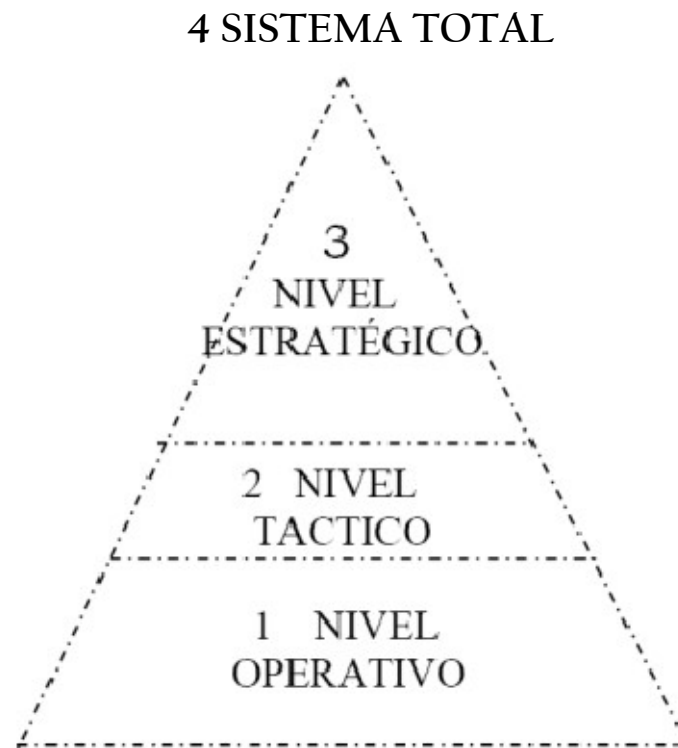 4 SISTEMA TOTAL
3
NIVEL
ESTRATÉGICO
2 NIVEL
TACTICO
1 NIVEL
OPERATIVO